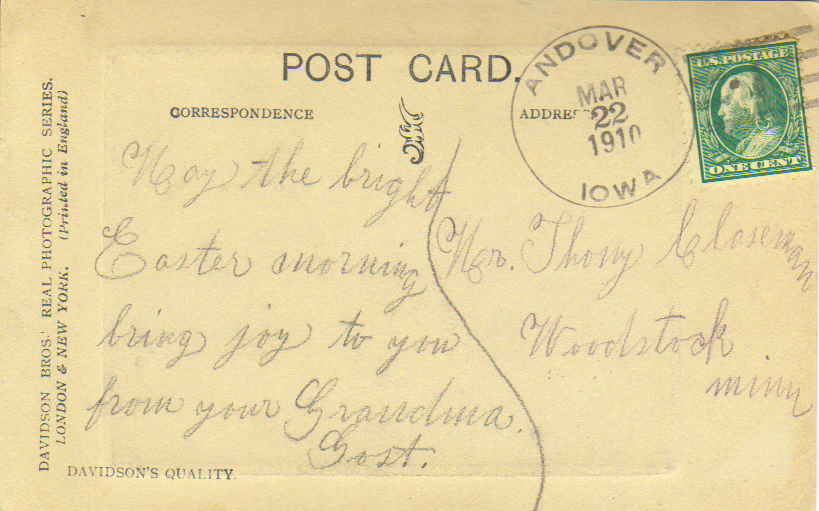 POST CARD.
CORRESPONDENCE
ADDRESS
ANDOVER
MAR
22
1910
IOWA
U.S. POSTAGE
ONE CENT
May the bright
Easter morning
bring joy to you
from your Grandma.
Gost.
Mr. Thony Closeman
Woodstock
minn
DAVIDSON BROS.' REAL PHOTOGRAPHIC SERIES.
LONDON & NEW YORK. (Printed in England)
DAVIDSON'S QUALITY